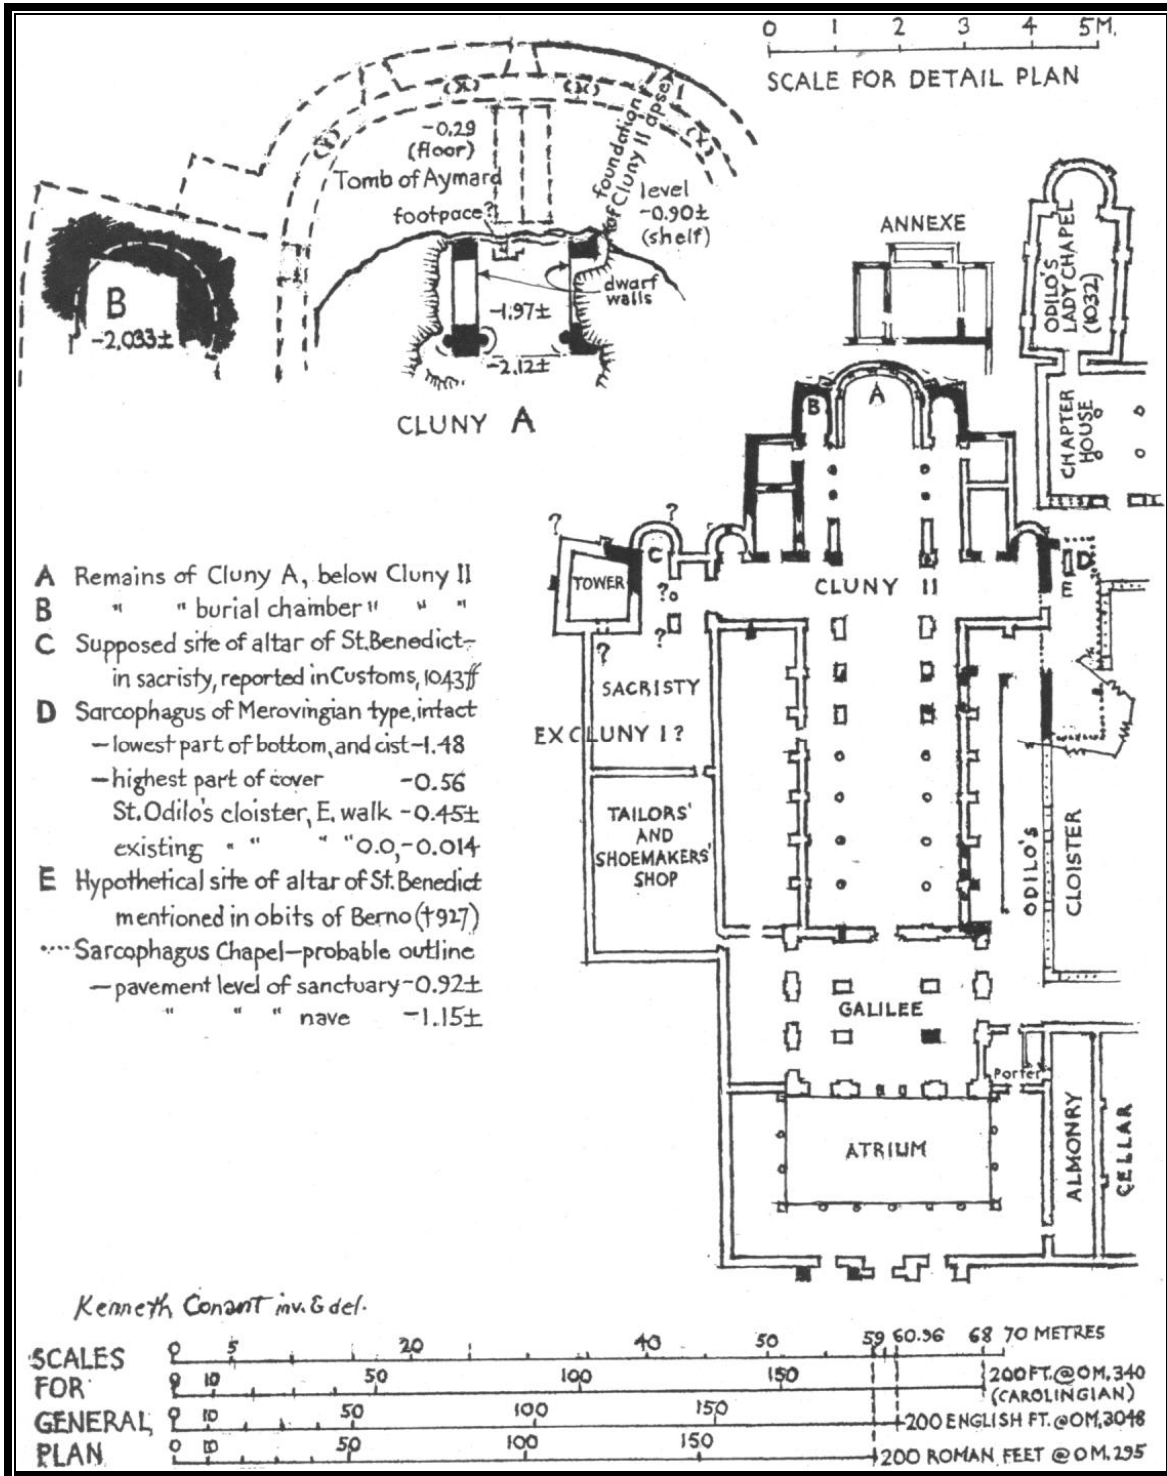 0 1 2 3 4 5M.
SCALE FOR DETAIL PLAN
-0.29
(floor)
Tomb of Aymard
footpace?
foundation
of Cluny II apse
level
-0.90±
(shelf)
dwarf
walls
-1.97±
-2.12±
B
-2.033±
CLUNY A
ANNEXE
ODILO'S
LADY CHAPEL
(1032)
CHAPTER
HOUSE
B
A
?
?
C
TOWER
?
?
?
CLUNY II
D
E
SACRISTY
EX CLUNY I?
TAILORS'
AND
SHOEMAKERS'
SHOP
ODILO'S
CLOISTER
GALILEE
Porter
ATRIUM
ALMONRY
CELLAR
A Remains of Cluny A, below Cluny II
B " " burial chamber " " "
C Supposed site of altar of St. Benedict-
in sacristy, reported in Customs, 1043ff
D Sarcophagus of Merovingian type, intact
—lowest part of bottom, and cist -1.48
—highest part of cover -0.56
St. Odilo's cloister, E. walk -0.45±
existing " " " " 0.0,-0.014
E Hypothetical site of altar of St. Benedict
mentioned in obits of Berno (†927)
···· Sarcophagus Chapel—probable outline
—pavement level of sanctuary -0.92±
" " " nave -1.15±
Kenneth Conant inv. & del.
SCALES
FOR
GENERAL
PLAN
0 5 20 40 50 59 60.96 68 70 METRES
0 10 50 100 150 200 FT. @ 0M.340
(CAROLINGIAN)
0 10 50 100 150 200 ENGLISH FT. @ 0M.3048
0 10 50 100 150 200 ROMAN FEET @ 0M.295